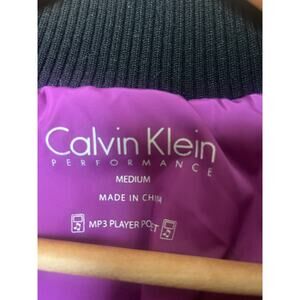 Calvin Klein
PERFORMANCE
MEDIUM
MADE IN CHINA
MP3 PLAYER